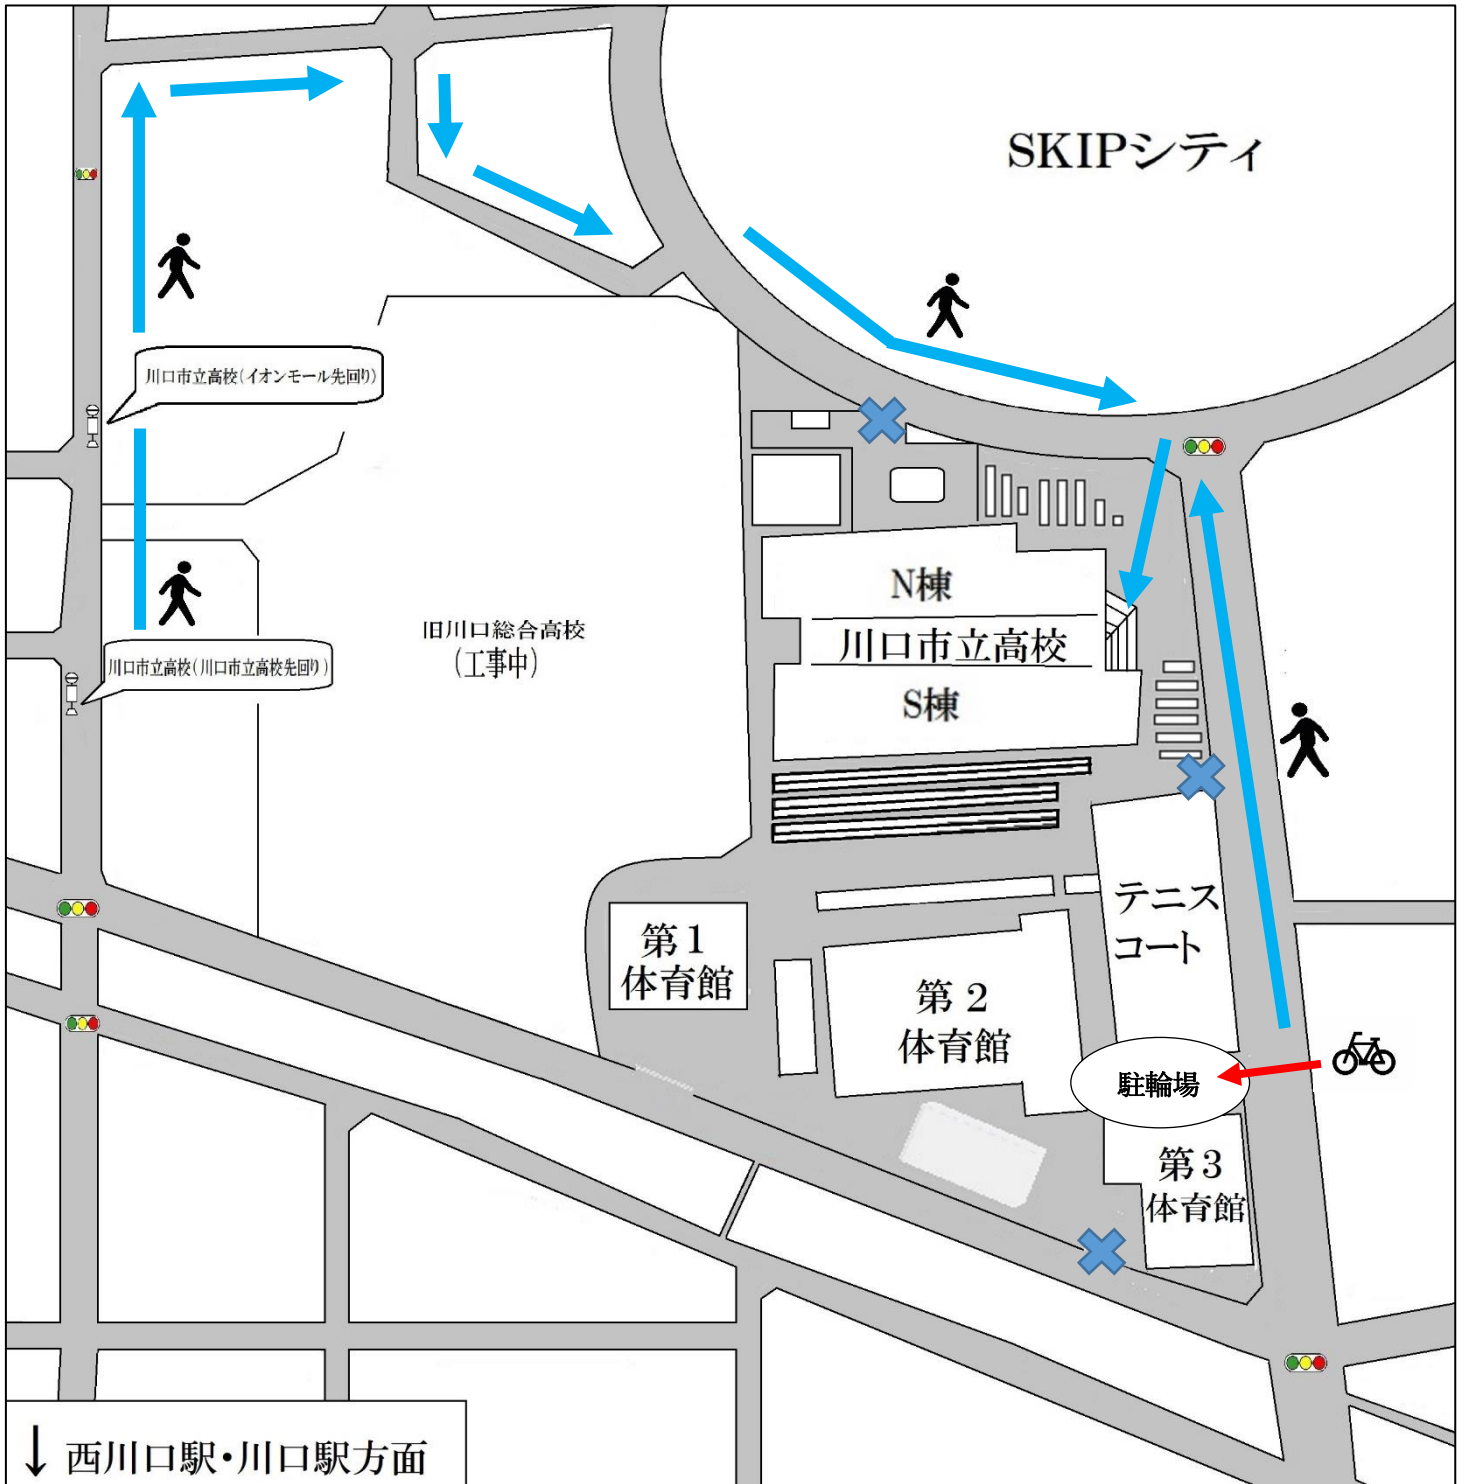 SKIPシティ
川口市立高校(イオンモール先回り)
N棟
川口市立高校
S棟
旧川口総合高校
(工事中)
川口市立高校(川口市立高校先回り)
テニス
コート
第1
体育館
第2
体育館
駐輪場
第3
体育館
↓ 西川口駅・川口駅方面